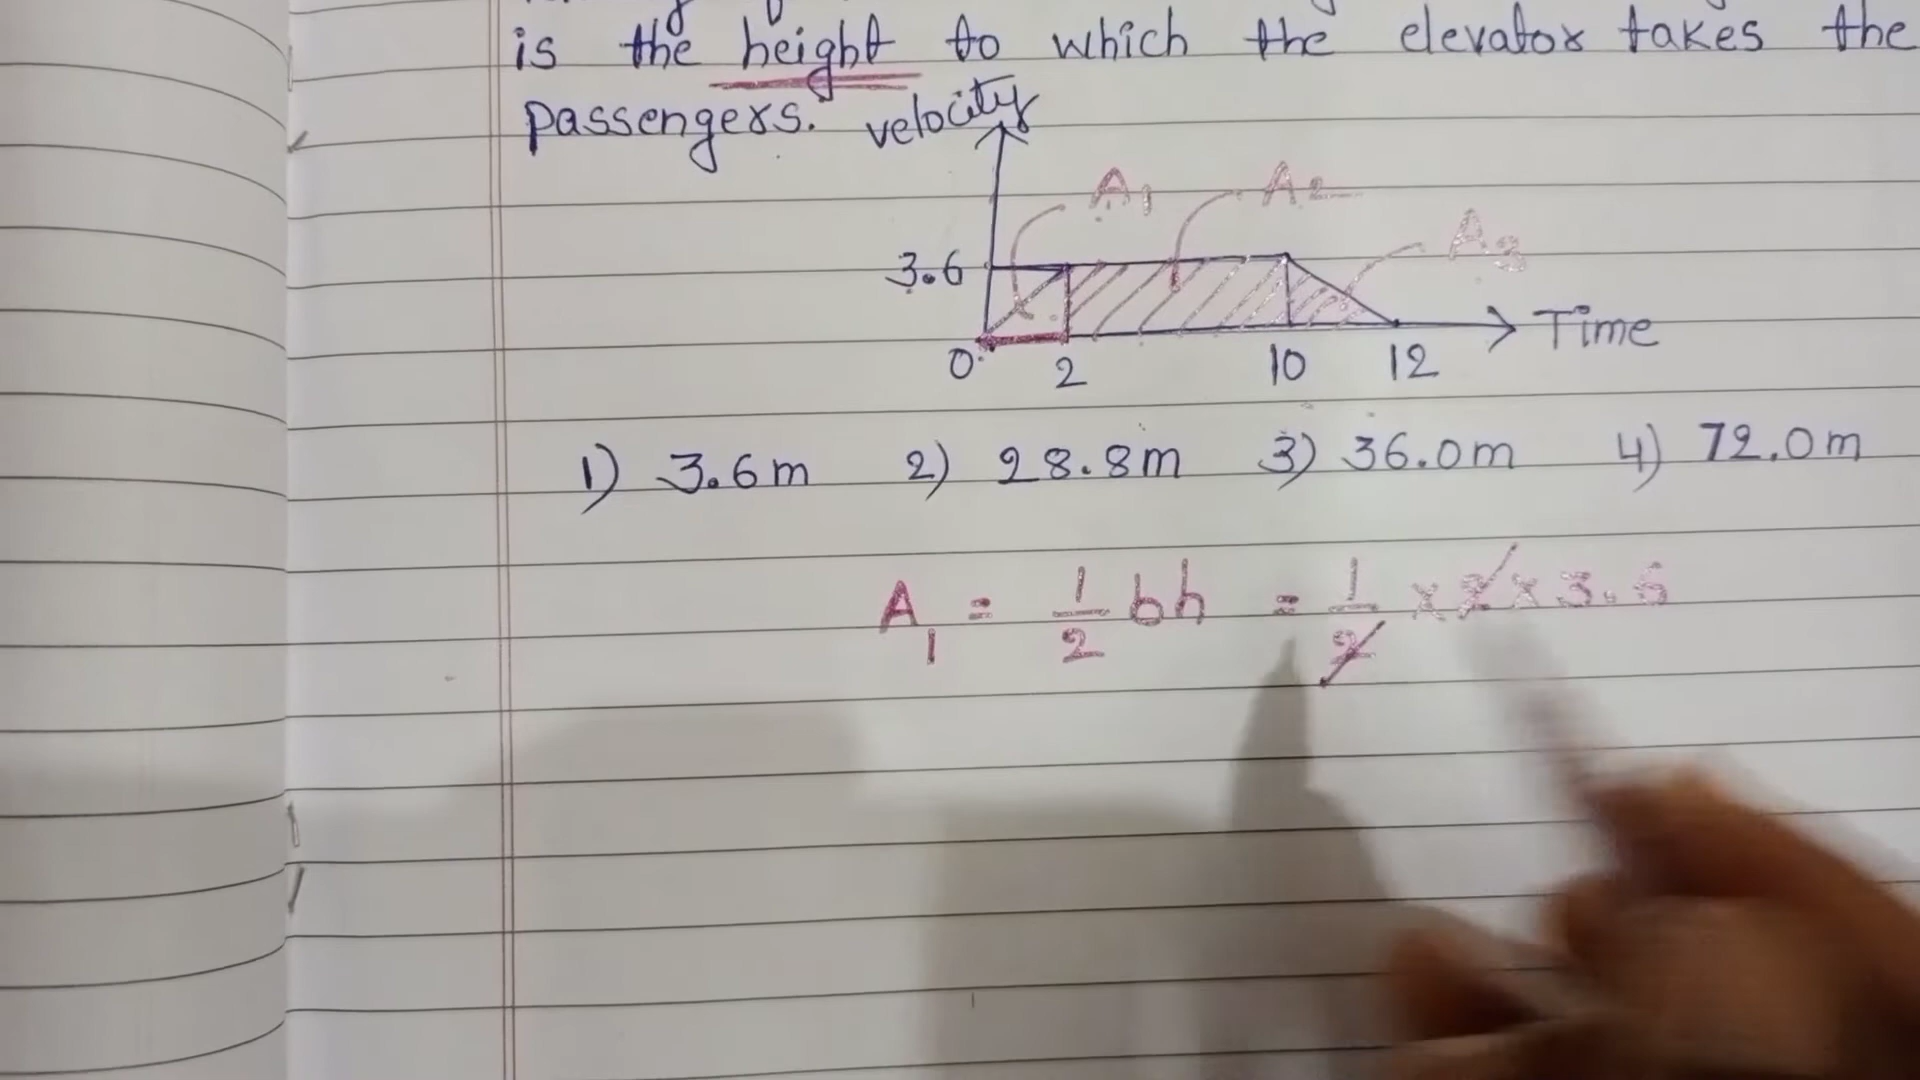 is the height to which the elevator takes the
passengers.
velocity
A1 A2 A3
3.6
Time
0 2 10 12
1) 3.6m 2) 28.8m 3) 36.0m 4) 72.0m
A1 = 1/2 bh = 1/2 x 2 x 3.6